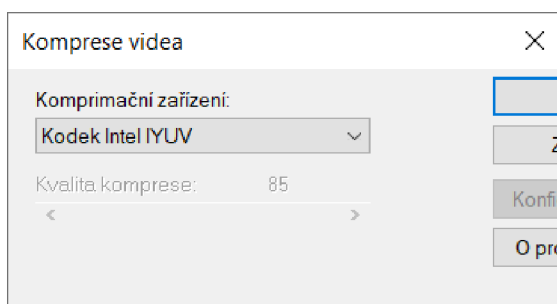 Komprese videa
Komprimační zařízení:
Kodek Intel IYUV
Kvalita komprese: 85
O